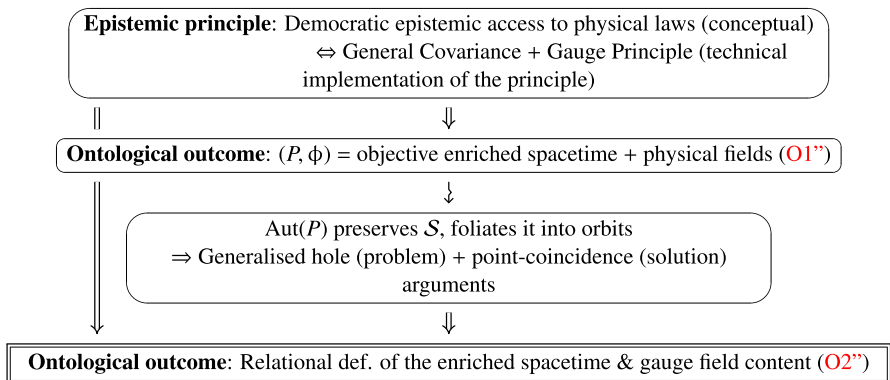 Epistemic principle: Democratic epistemic access to physical laws (conceptual)
⇔ General Covariance + Gauge Principle (technical
implementation of the principle)
Ontological outcome: (P, ϕ) = objective enriched spacetime + physical fields (O1”)
Aut(P) preserves 𝒮, foliates it into orbits
⇒ Generalised hole (problem) + point-coincidence (solution)
arguments
Ontological outcome: Relational def. of the enriched spacetime & gauge field content (O2”)